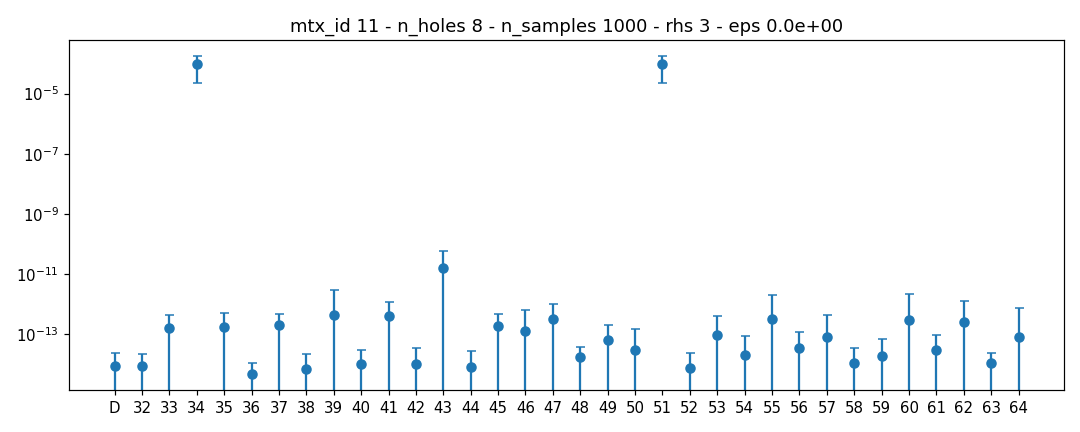 mtx_id 11 - n_holes 8 - n_samples 1000 - rhs 3 - eps 0.0e+00
10⁻⁵
10⁻⁷
10⁻⁹
10⁻¹¹
10⁻¹³
D 32 33 34 35 36 37 38 39 40 41 42 43 44 45 46 47 48 49 50 51 52 53 54 55 56 57 58 59 60 61 62 63 64